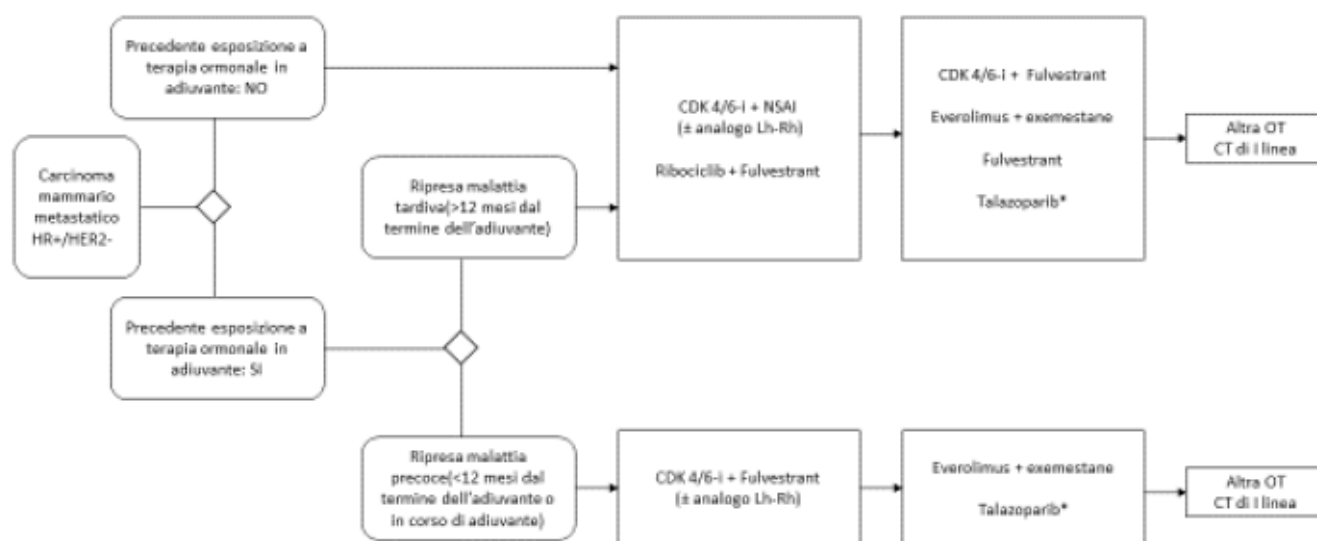 Precedente esposizione a
terapia ormonale in
adiuvante: NO
Carcinoma
mammario
metastatico
HR+/HER2-
Precedente esposizione a
terapia ormonale in
adiuvante: SI
Ripresa malattia
tardiva(>12 mesi dal
termine dell'adiuvante)
Ripresa malattia
precoce(<12 mesi dal
termine dell'adiuvante o
in corso di adiuvante)
CDK 4/6-i + NSAI
(± analogo Lh-Rh)
Ribociclib + Fulvestrant
CDK 4/6-i + Fulvestrant
Everolimus + exemestane
Fulvestrant
Talazoparib*
Altra OT
CT di I linea
CDK 4/6-i + Fulvestrant
(± analogo Lh-Rh)
Everolimus + exemestane
Talazoparib*
Altra OT
CT di I linea